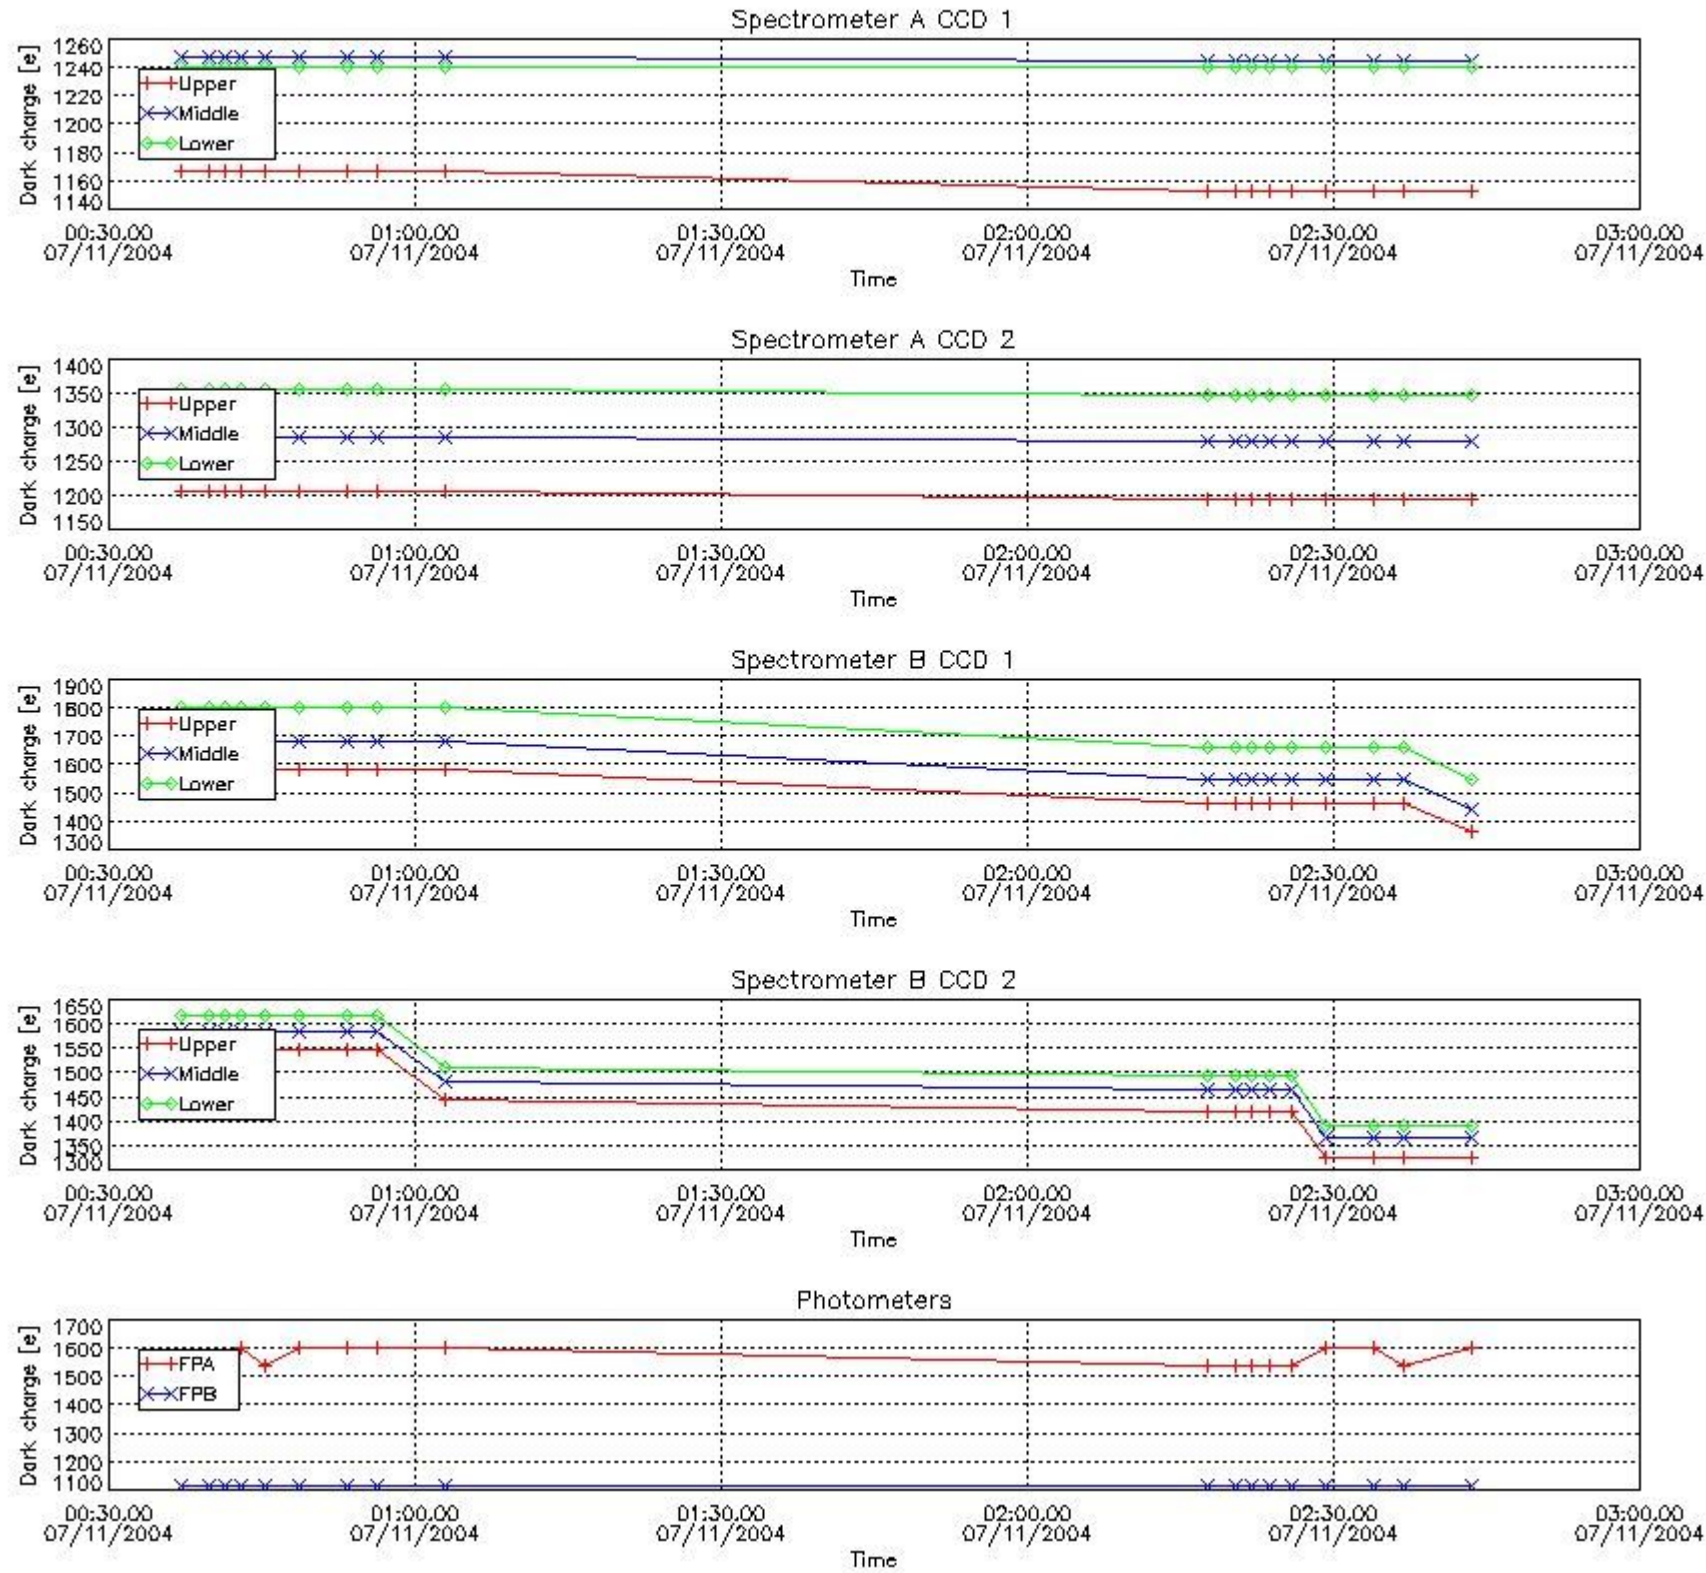 Spectrometer A CCD 1
Dark charge [e]
1260
1240
1220
1200
1180
1160
1140
Upper
Middle
Lower
00:30.00 01:00.00 01:30.00 02:00.00 02:30.00 03:00.00
07/11/2004 07/11/2004 07/11/2004 07/11/2004 07/11/2004 07/11/2004
Time
Spectrometer A CCD 2
Dark charge [e]
1400
1350
1300
1250
1200
1150
Upper
Middle
Lower
00:30.00 01:00.00 01:30.00 02:00.00 02:30.00 03:00.00
07/11/2004 07/11/2004 07/11/2004 07/11/2004 07/11/2004 07/11/2004
Time
Spectrometer B CCD 1
Dark charge [e]
1900
1800
1700
1600
1500
1400
1300
Upper
Middle
Lower
00:30.00 01:00.00 01:30.00 02:00.00 02:30.00 03:00.00
07/11/2004 07/11/2004 07/11/2004 07/11/2004 07/11/2004 07/11/2004
Time
Spectrometer B CCD 2
Dark charge [e]
1650
1600
1550
1500
1450
1400
1350
1300
Upper
Middle
Lower
00:30.00 01:00.00 01:30.00 02:00.00 02:30.00 03:00.00
07/11/2004 07/11/2004 07/11/2004 07/11/2004 07/11/2004 07/11/2004
Time
Photometers
Dark charge [e]
1700
1600
1500
1400
1300
1200
1100
FPA
FPB
00:30.00 01:00.00 01:30.00 02:00.00 02:30.00 03:00.00
07/11/2004 07/11/2004 07/11/2004 07/11/2004 07/11/2004 07/11/2004
Time